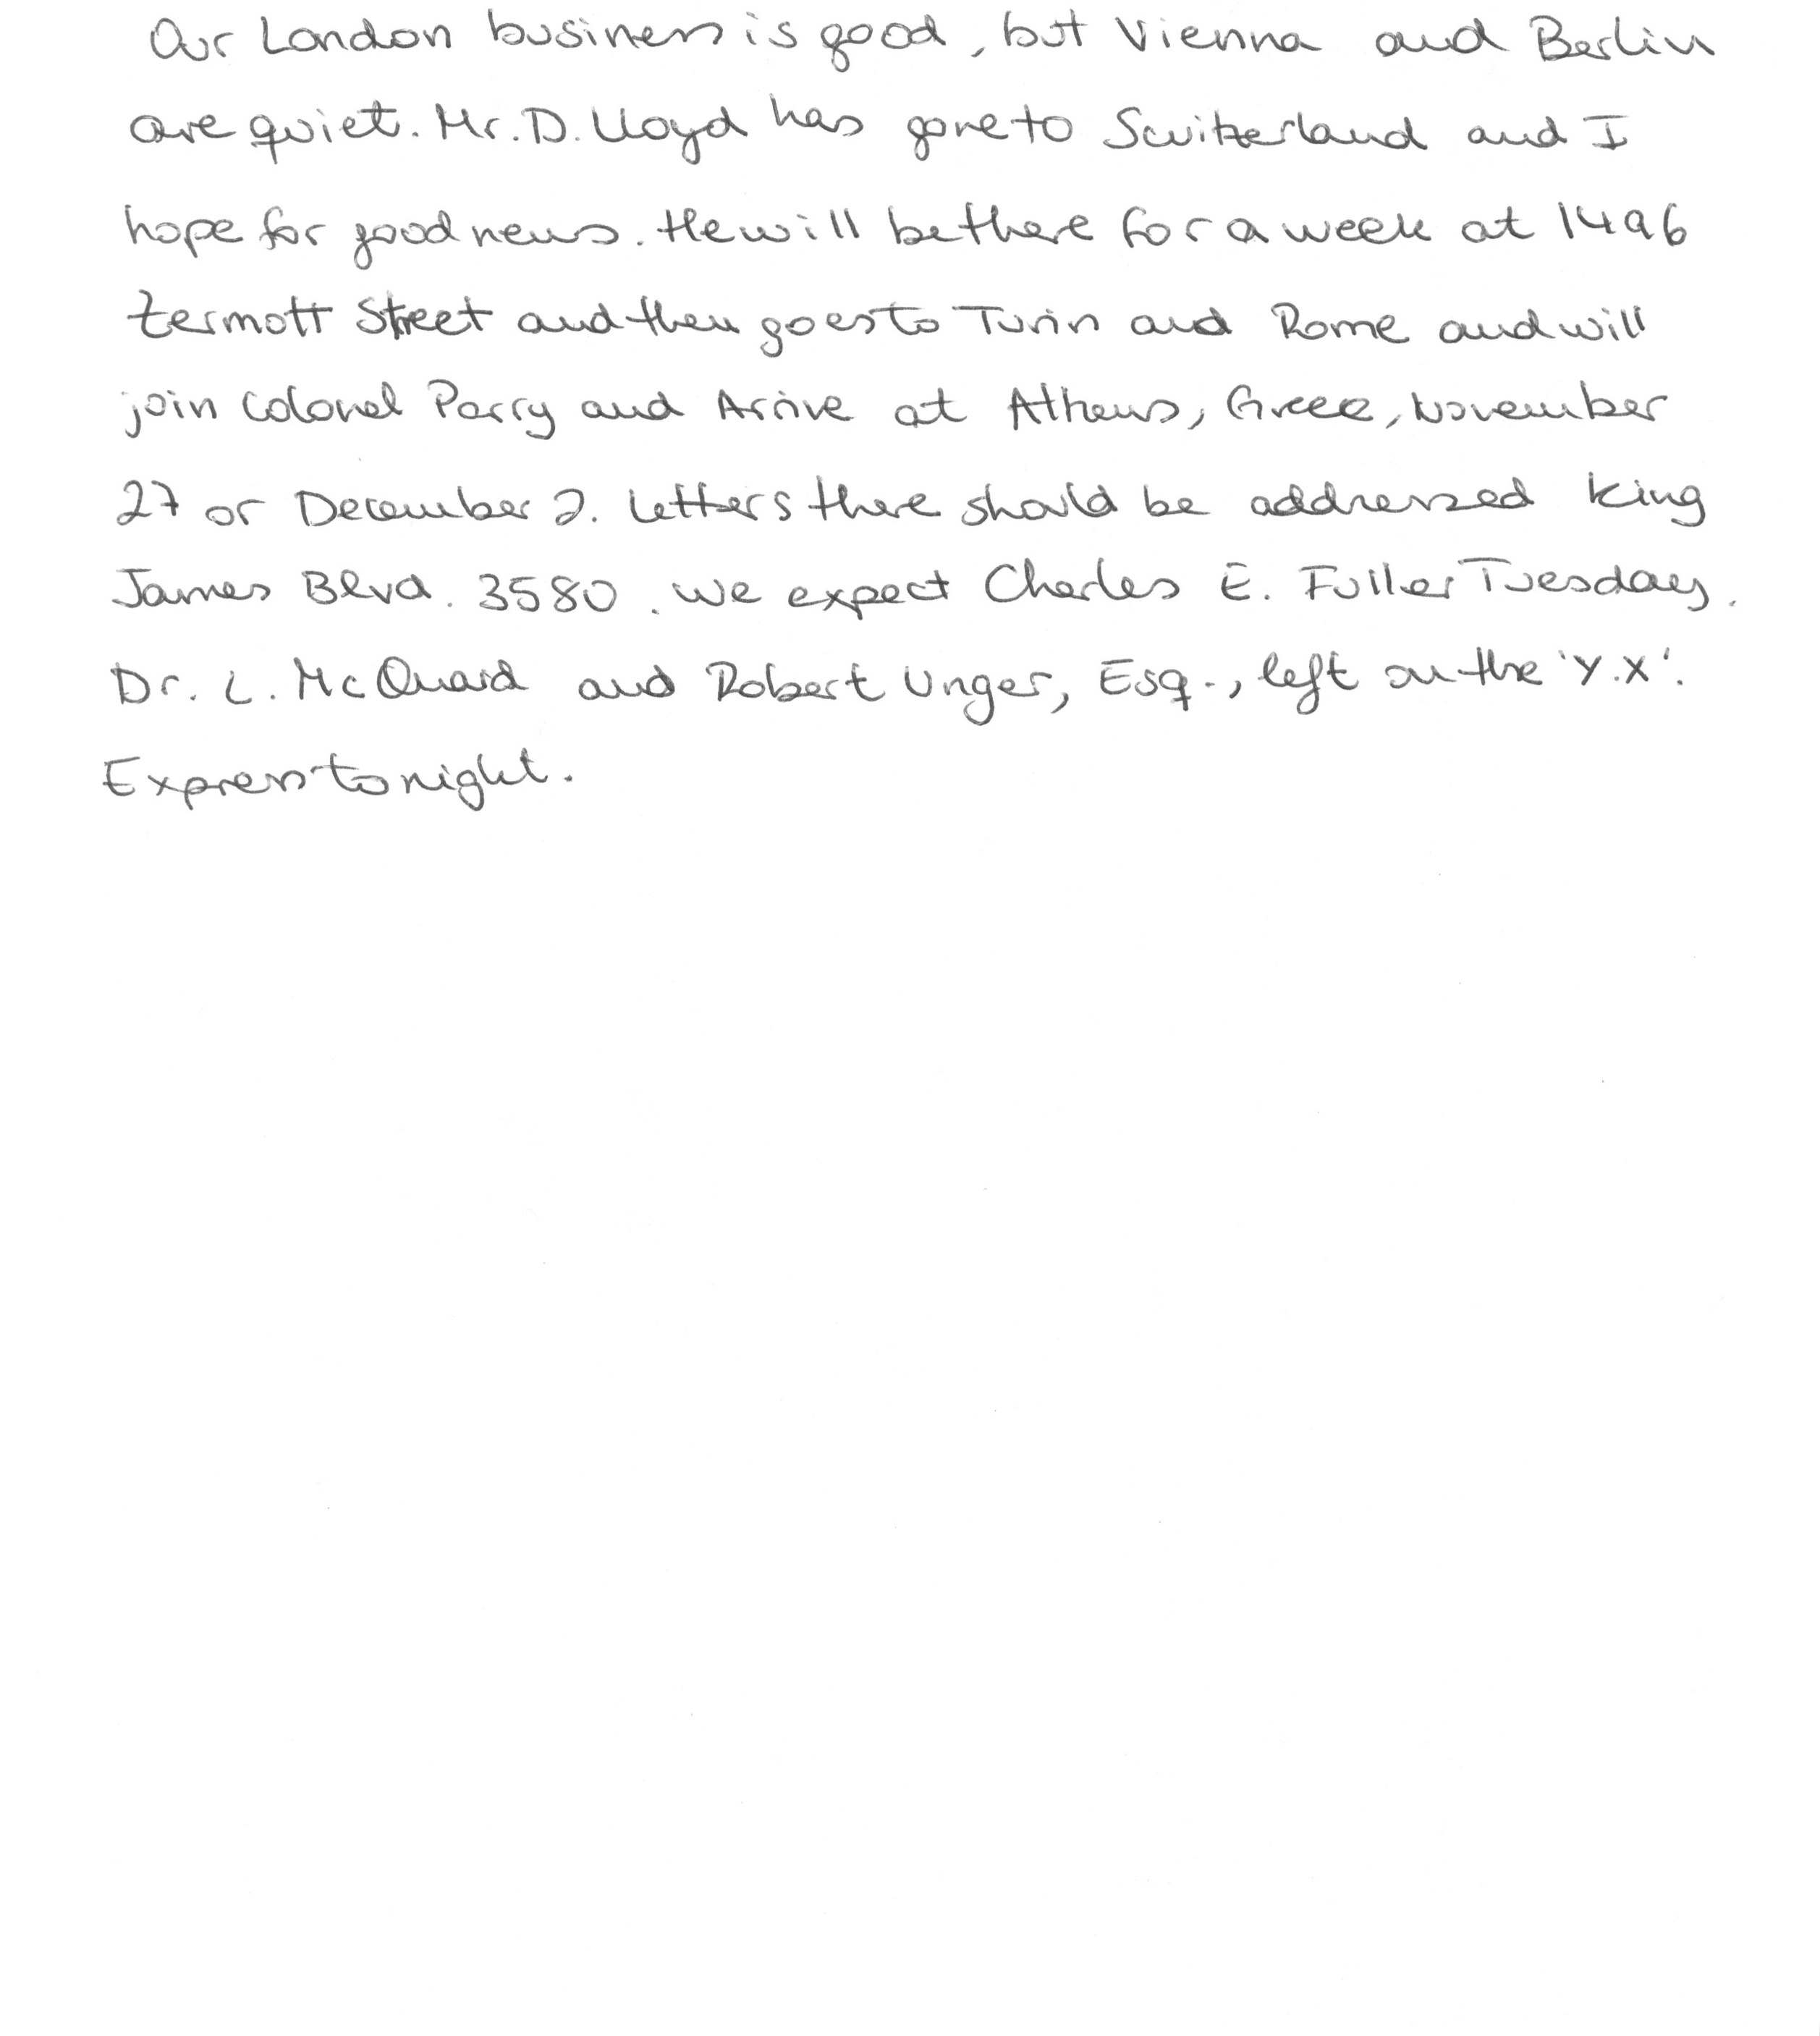 Our London business is good, but Vienna and Berlin
are quiet. Mr. D. Lloyd has gone to Switzerland and I
hope for good news. He will be there for a week at 1496
Zermott Street and then goes to Turin and Rome and will
join Colonel Parry and Arrive at Athens, Greece, November
27 or December 2. Letters there should be addressed King
James Blvd. 3580. We expect Charles E. Fuller Tuesday.
Dr. L. McQuaid and Robert Unger, Esq., left on the 'Y.X'.
Express tonight.